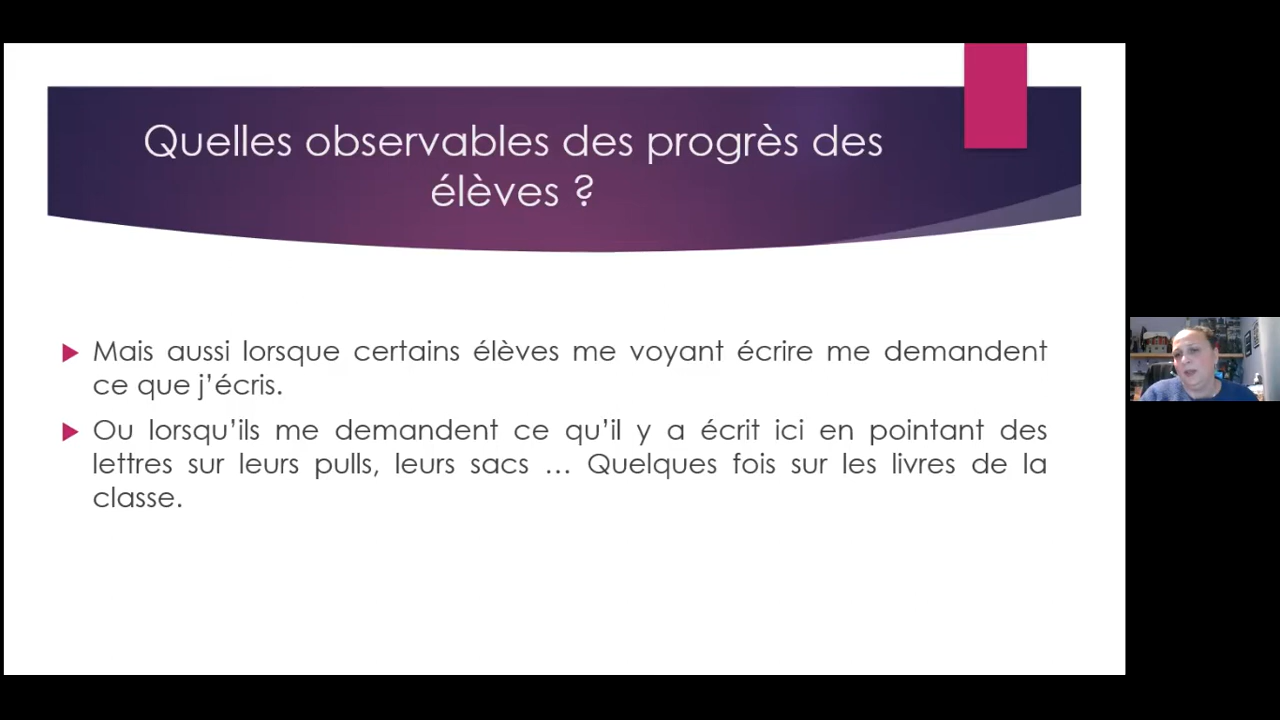 Quelles observables des progrès des
élèves ?
Mais aussi lorsque certains élèves me voyant écrire me demandent
ce que j’écris.
Ou lorsqu’ils me demandent ce qu’il y a écrit ici en pointant des
lettres sur leurs pulls, leurs sacs … Quelques fois sur les livres de la
classe.